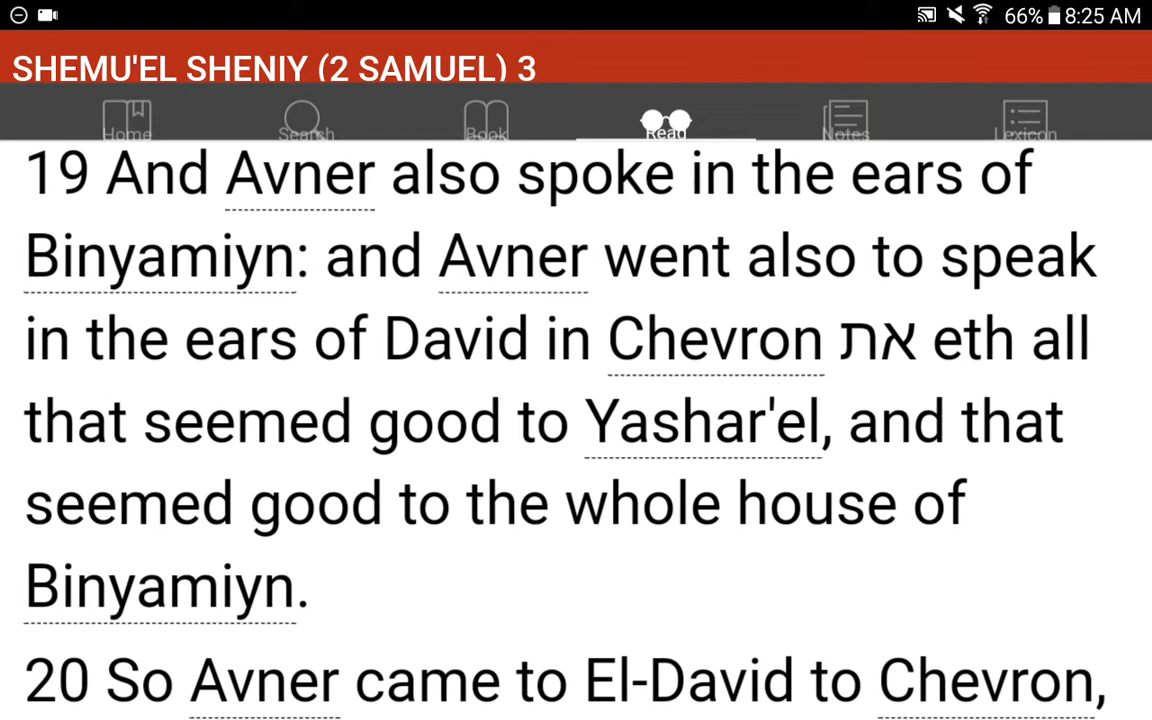 66% 8:25 AM
SHEMU'EL SHENIY (2 SAMUEL) 3
Home Search Book Read Notes Lexicon
19 And Avner also spoke in the ears of
Binyamiyn: and Avner went also to speak
in the ears of David in Chevron את eth all
that seemed good to Yashar'el, and that
seemed good to the whole house of
Binyamiyn.
20 So Avner came to El-David to Chevron,